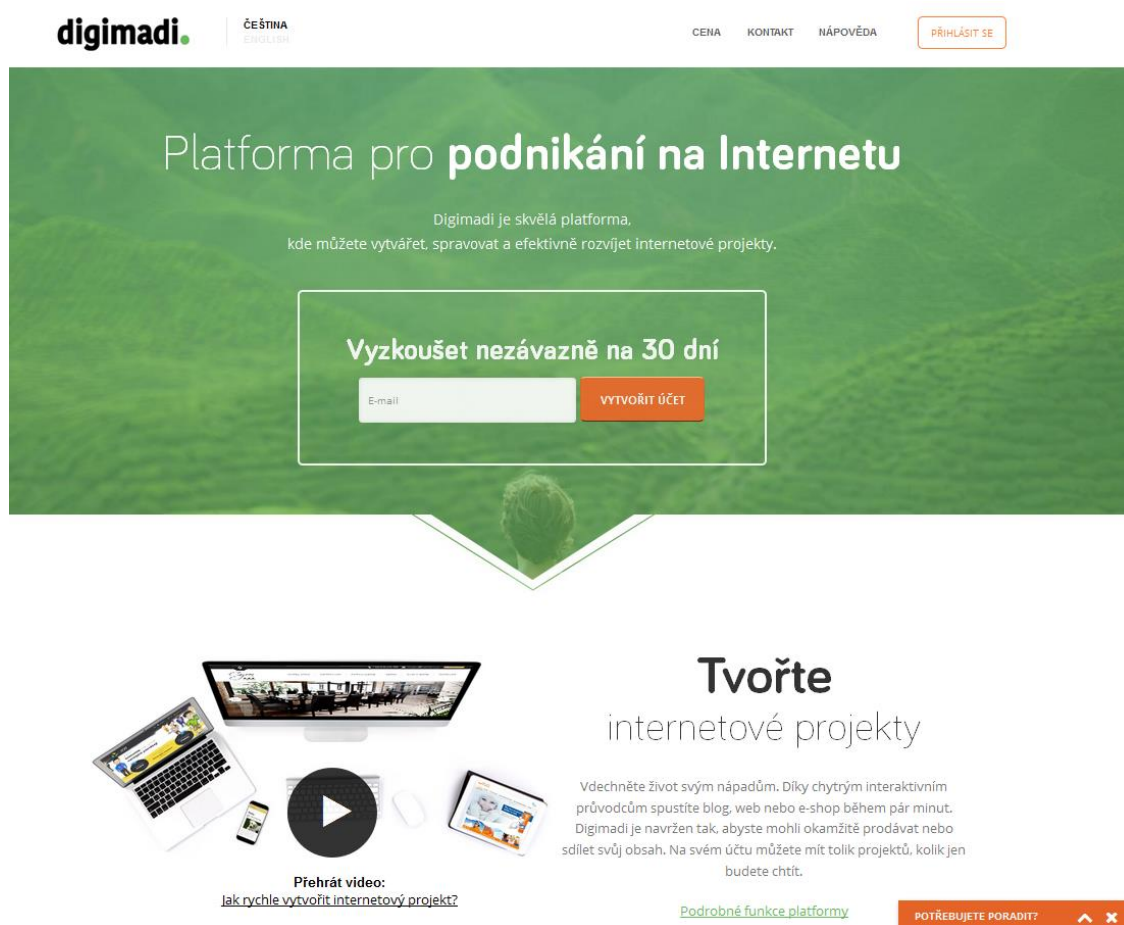 digimadi.
ČEŠTINA
ENGLISH
CENA KONTAKT NÁPOVĚDA PŘIHLÁSIT SE
Platforma pro podnikání na Internetu
Digimadi je skvělá platforma,
kde můžete vytvářet, spravovat a efektivně rozvíjet internetové projekty.
Vyzkoušet nezávazně na 30 dní
E-mail VYTVOŘIT ÚČET
Tvořte
internetové projekty
Vdechněte život svým nápadům. Díky chytrým interaktivním
průvodcům spustíte blog, web nebo e-shop během pár minut.
Digimadi je navržen tak, abyste mohli okamžitě prodávat nebo
sdílet svůj obsah. Na svém účtu můžete mít tolik projektů, kolik jen
budete chtít.
Přehrát video:
Jak rychle vytvořit internetový projekt?
Podrobné funkce platformy
POTŘEBUJETE PORADIT?